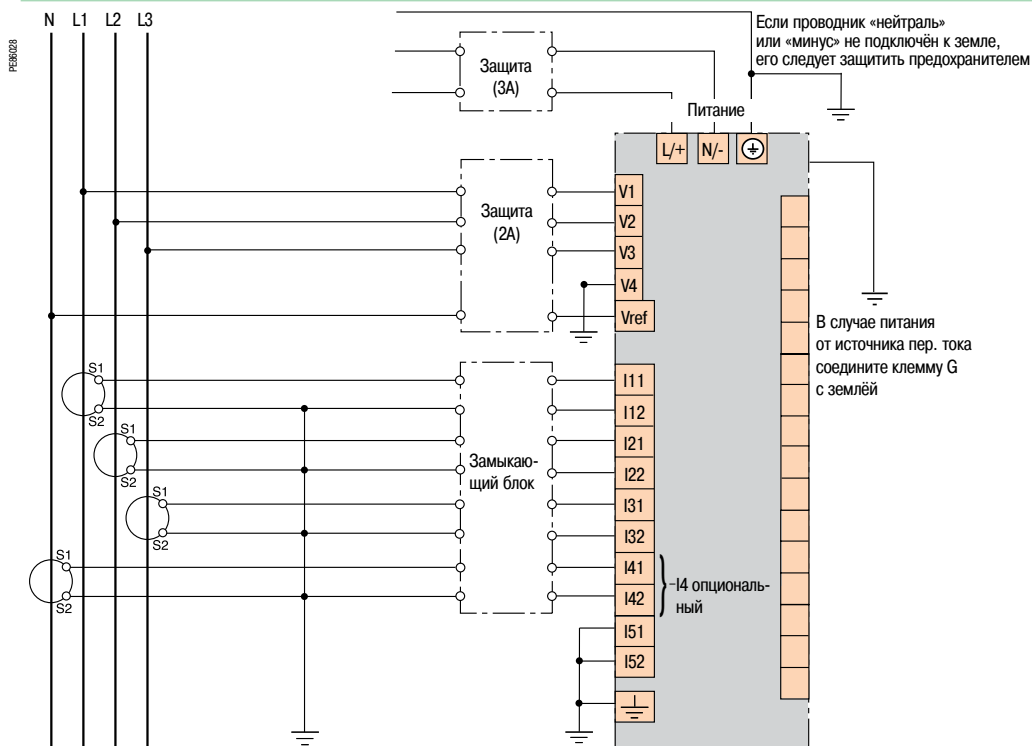 N L1 L2 L3
PE86028
Если проводник «нейтраль»
или «минус» не подключён к земле,
его следует защитить предохранителем
Защита
(3А)
Питание
L/+ N/-
Защита
(2А)
V1
V2
V3
V4
Vref
В случае питания
от источника пер. тока
соедините клемму G
с землёй
S1
S2
S1
S2
S1
S2
S1
S2
Замыкаю-
щий блок
I11
I12
I21
I22
I31
I32
I41
I42
I51
I52
I4 опциональ-
ный